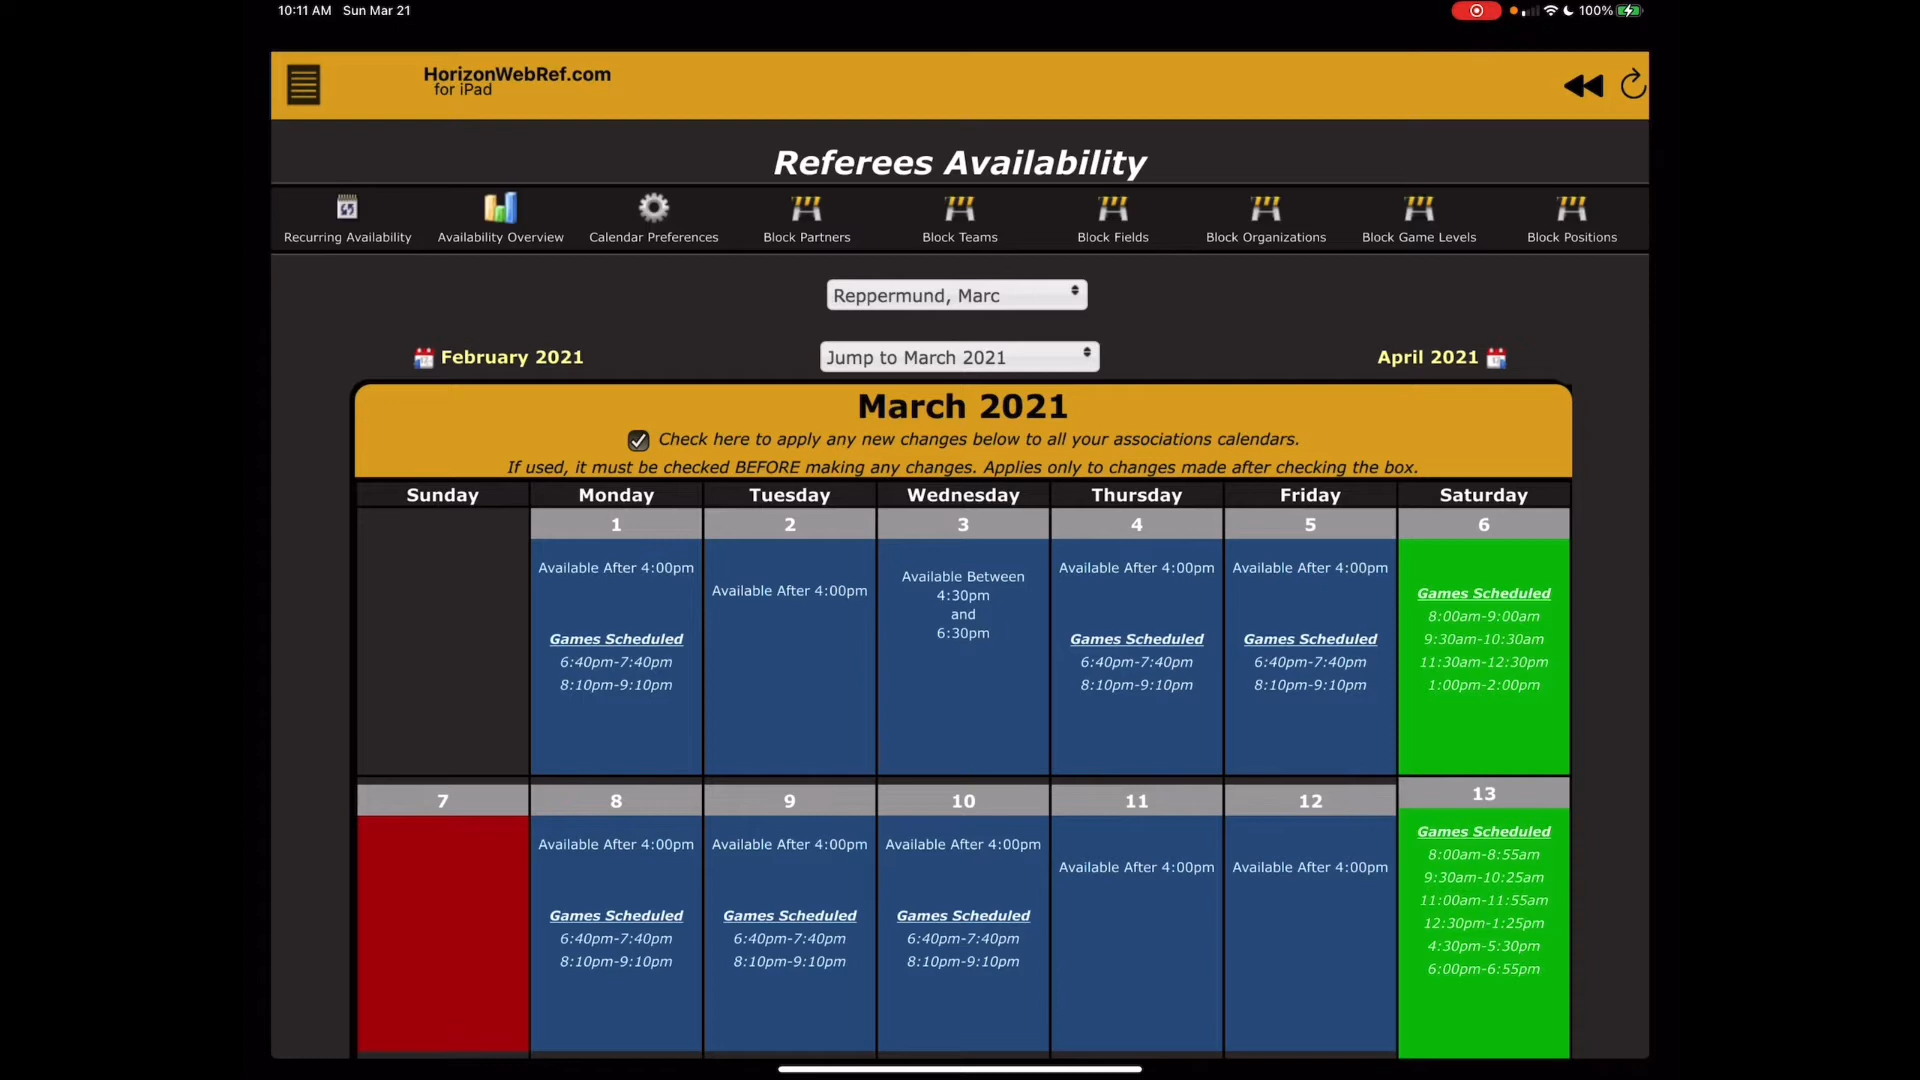 10:11 AM Sun Mar 21
100%
HorizonWebRef.com
for iPad
Referees Availability
Recurring Availability
Availability Overview
Calendar Preferences
Block Partners
Block Teams
Block Fields
Block Organizations
Block Game Levels
Block Positions
Reppermund, Marc
February 2021
Jump to March 2021
April 2021
March 2021
Check here to apply any new changes below to all your associations calendars.
If used, it must be checked BEFORE making any changes. Applies only to changes made after checking the box.
Sunday Monday Tuesday Wednesday Thursday Friday Saturday
1
Available After 4:00pm
Games Scheduled
6:40pm-7:40pm
8:10pm-9:10pm
2
Available After 4:00pm
3
Available Between
4:30pm
and
6:30pm
4
Available After 4:00pm
Games Scheduled
6:40pm-7:40pm
8:10pm-9:10pm
5
Available After 4:00pm
Games Scheduled
6:40pm-7:40pm
8:10pm-9:10pm
6
Games Scheduled
8:00am-9:00am
9:30am-10:30am
11:30am-12:30pm
1:00pm-2:00pm
7
8
Available After 4:00pm
Games Scheduled
6:40pm-7:40pm
8:10pm-9:10pm
9
Available After 4:00pm
Games Scheduled
6:40pm-7:40pm
8:10pm-9:10pm
10
Available After 4:00pm
Games Scheduled
6:40pm-7:40pm
8:10pm-9:10pm
11
Available After 4:00pm
12
Available After 4:00pm
13
Games Scheduled
8:00am-8:55am
9:30am-10:25am
11:00am-11:55am
12:30pm-1:25pm
4:30pm-5:30pm
6:00pm-6:55pm